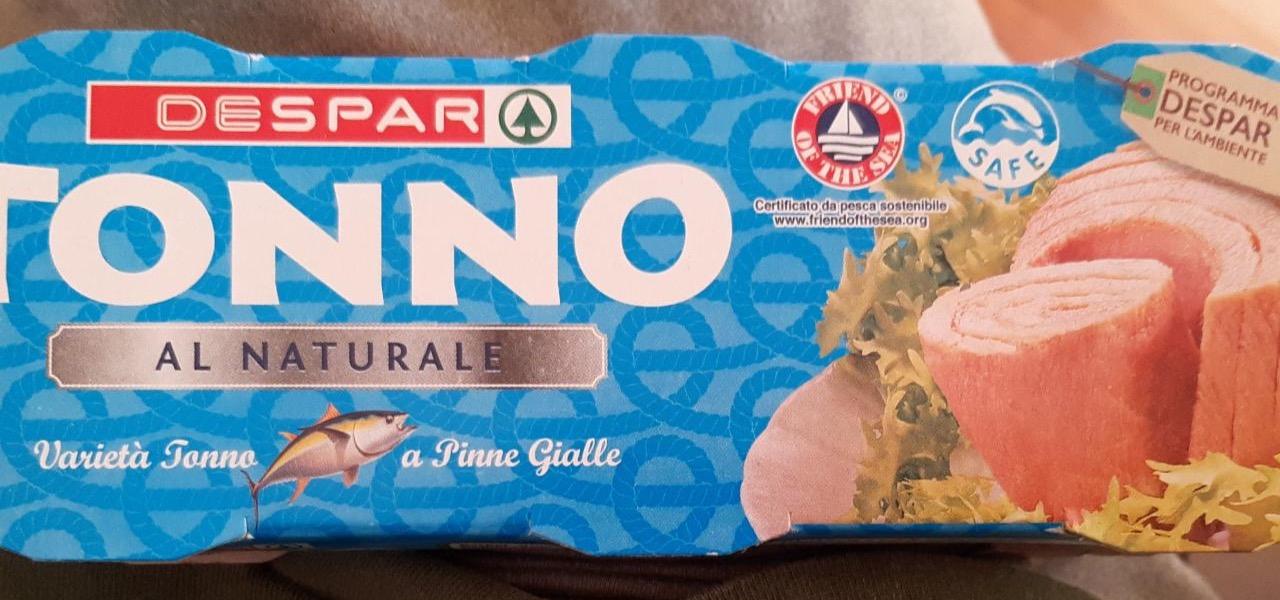 DESPAR
TONNO
AL NATURALE
Varietà Tonno a Pinne Gialle
FRIEND OF THE SEA ©
Certificato da pesca sostenibile
www.friendofthesea.org
SAFE
PROGRAMMA
DESPAR
PER L'AMBIENTE